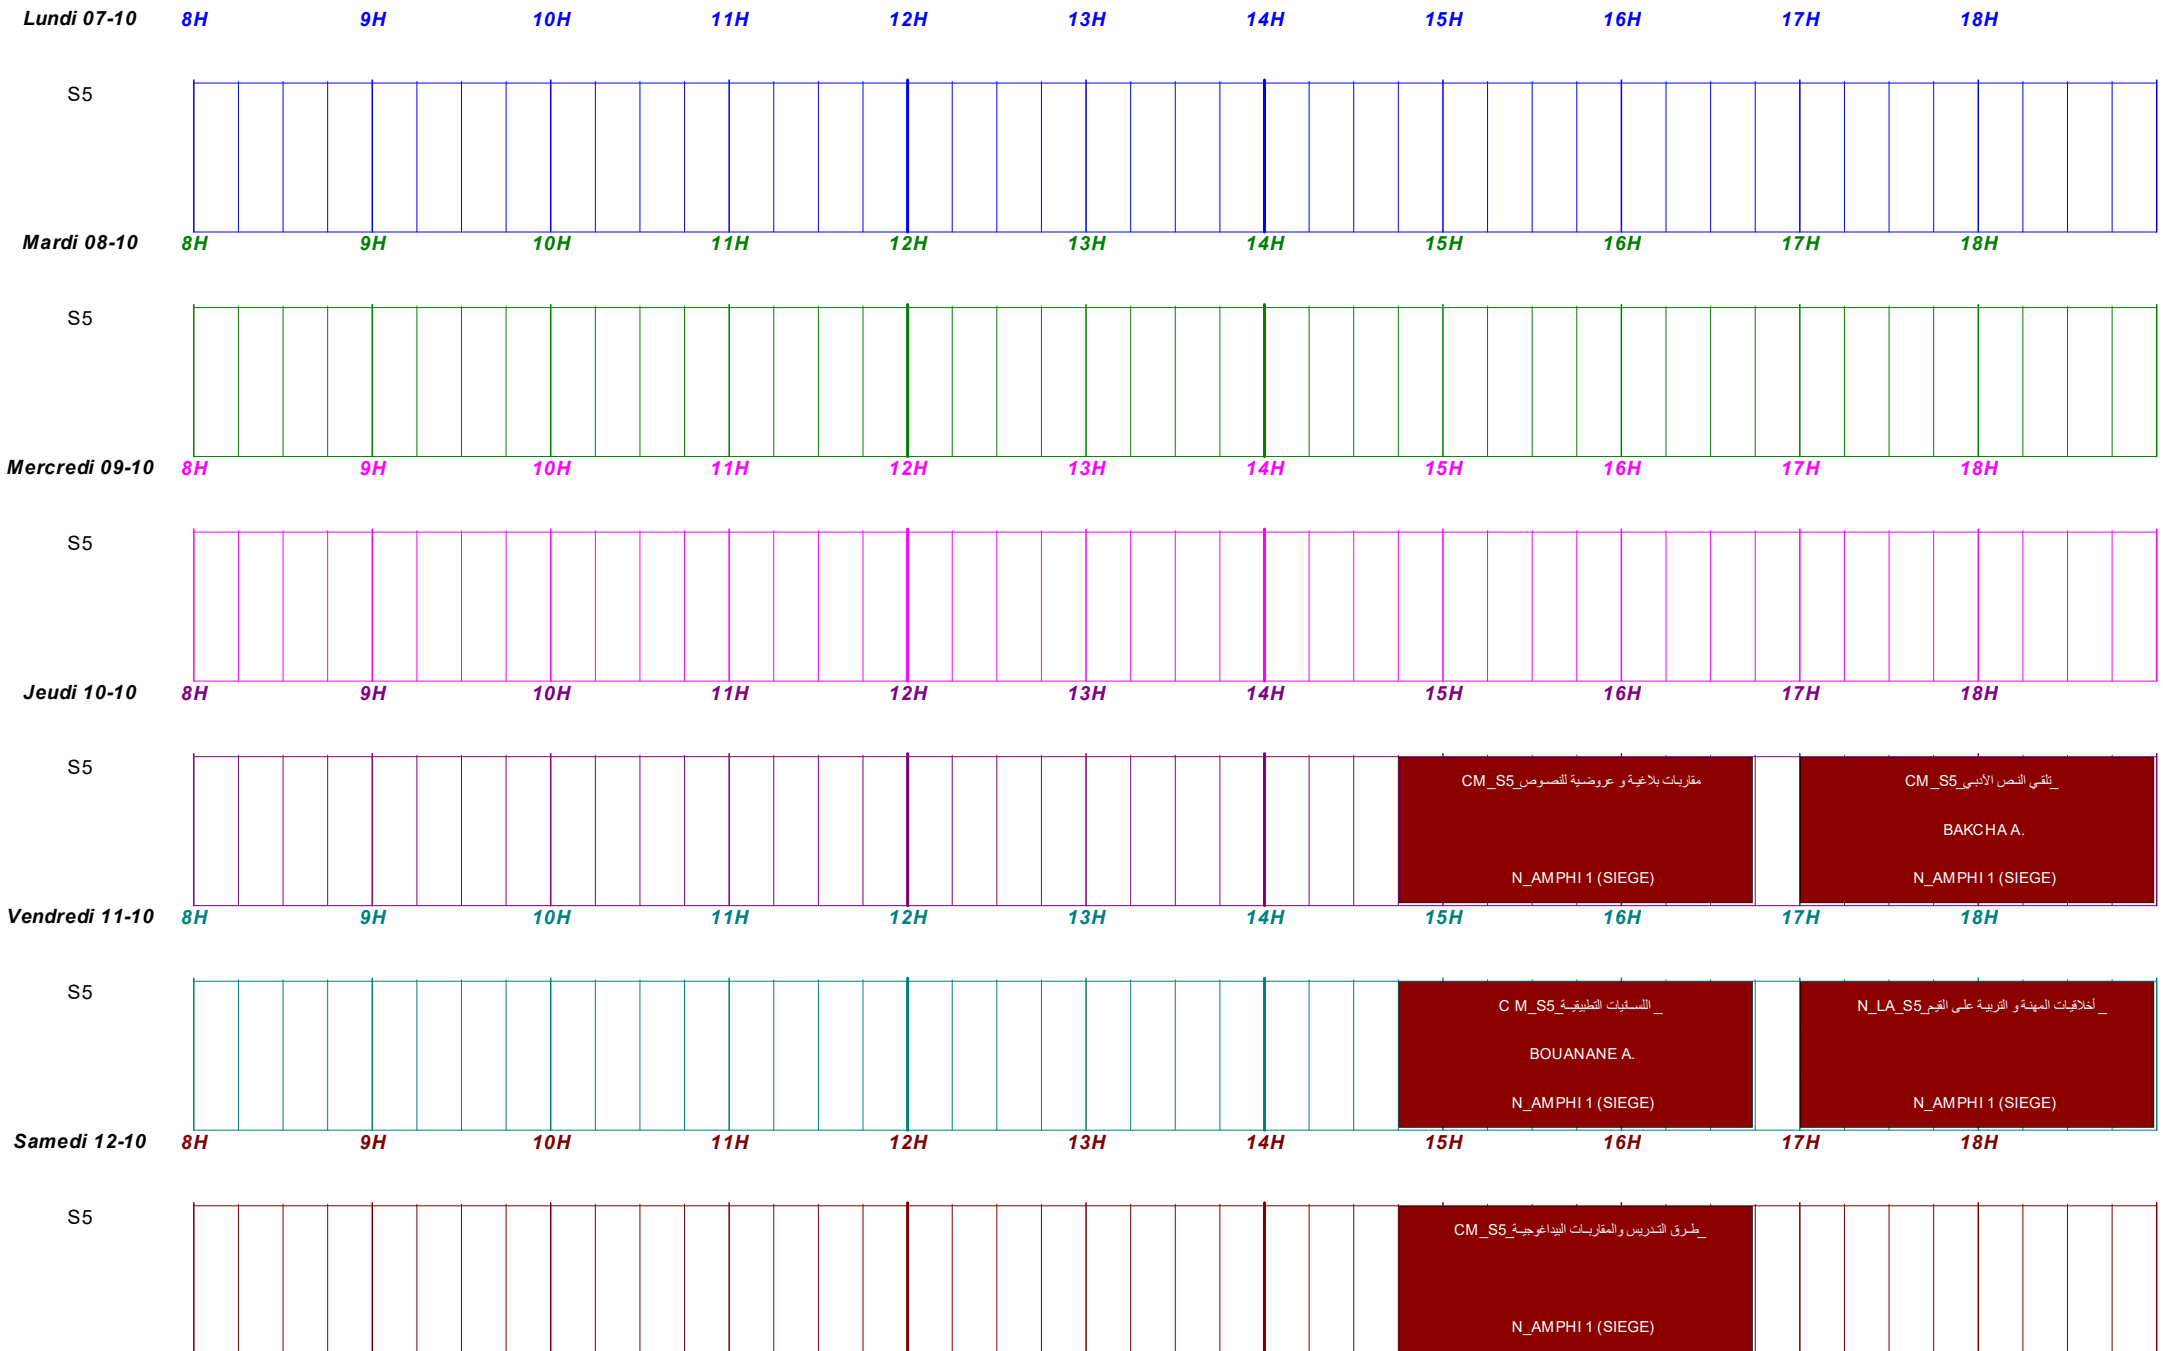 Lundi 07-10 8H 9H 10H 11H 12H 13H 14H 15H 16H 17H 18H
S5
Mardi 08-10 8H 9H 10H 11H 12H 13H 14H 15H 16H 17H 18H
S5
Mercredi 09-10 8H 9H 10H 11H 12H 13H 14H 15H 16H 17H 18H
S5
Jeudi 10-10 8H 9H 10H 11H 12H 13H 14H 15H 16H 17H 18H
S5
CM_S5_مقاربات بلاغية و عروضية للنصوص
N_AMPHI 1 (SIEGE)
CM_S5_تلقي النص الأدبي_
BAKCHA A.
N_AMPHI 1 (SIEGE)
Vendredi 11-10 8H 9H 10H 11H 12H 13H 14H 15H 16H 17H 18H
S5
C M_S5_اللسانيات التطبيقية _
BOUANANE A.
N_AMPHI 1 (SIEGE)
N_LA_S5_أخلاقيات المهنة و التربية على القيم _
N_AMPHI 1 (SIEGE)
Samedi 12-10 8H 9H 10H 11H 12H 13H 14H 15H 16H 17H 18H
S5
CM_S5_طرق التدريس والمقاربات البيداغوجية_
N_AMPHI 1 (SIEGE)